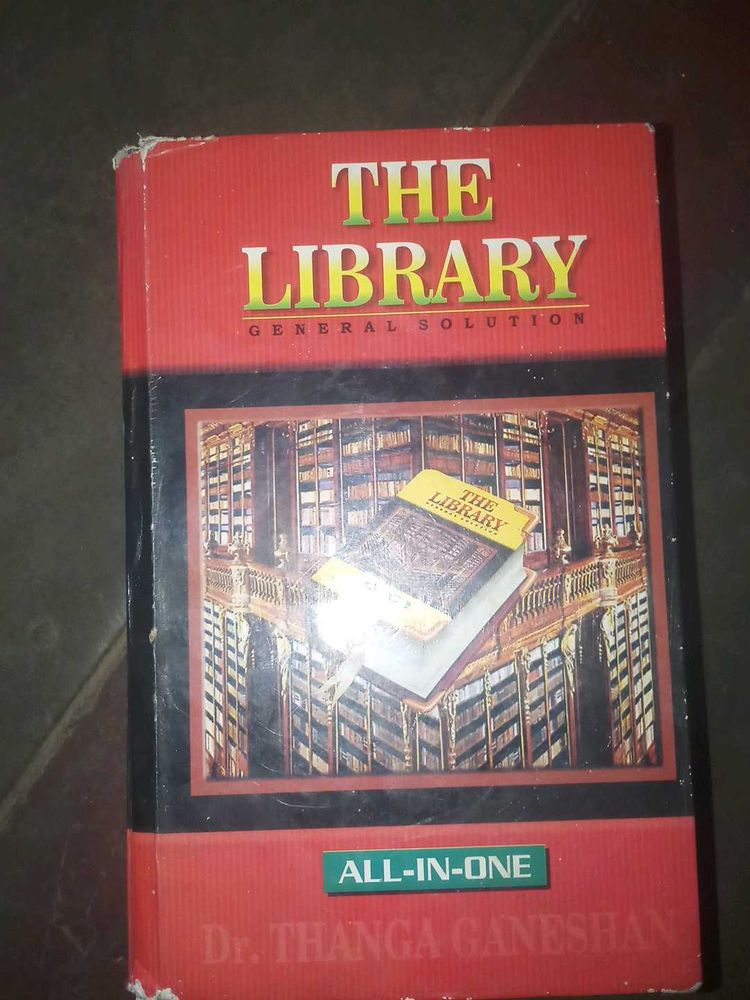 THE
LIBRARY
GENERAL SOLUTION
THE
LIBRARY
ALL-IN-ONE
Dr. THANGA GANESHAN